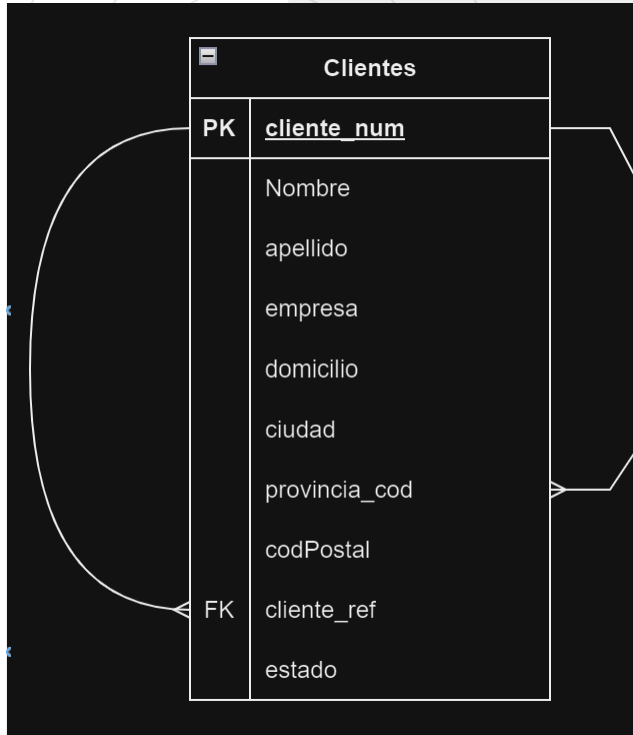 Clientes
PK cliente_num
Nombre
apellido
empresa
domicilio
ciudad
provincia_cod
codPostal
FK cliente_ref
estado